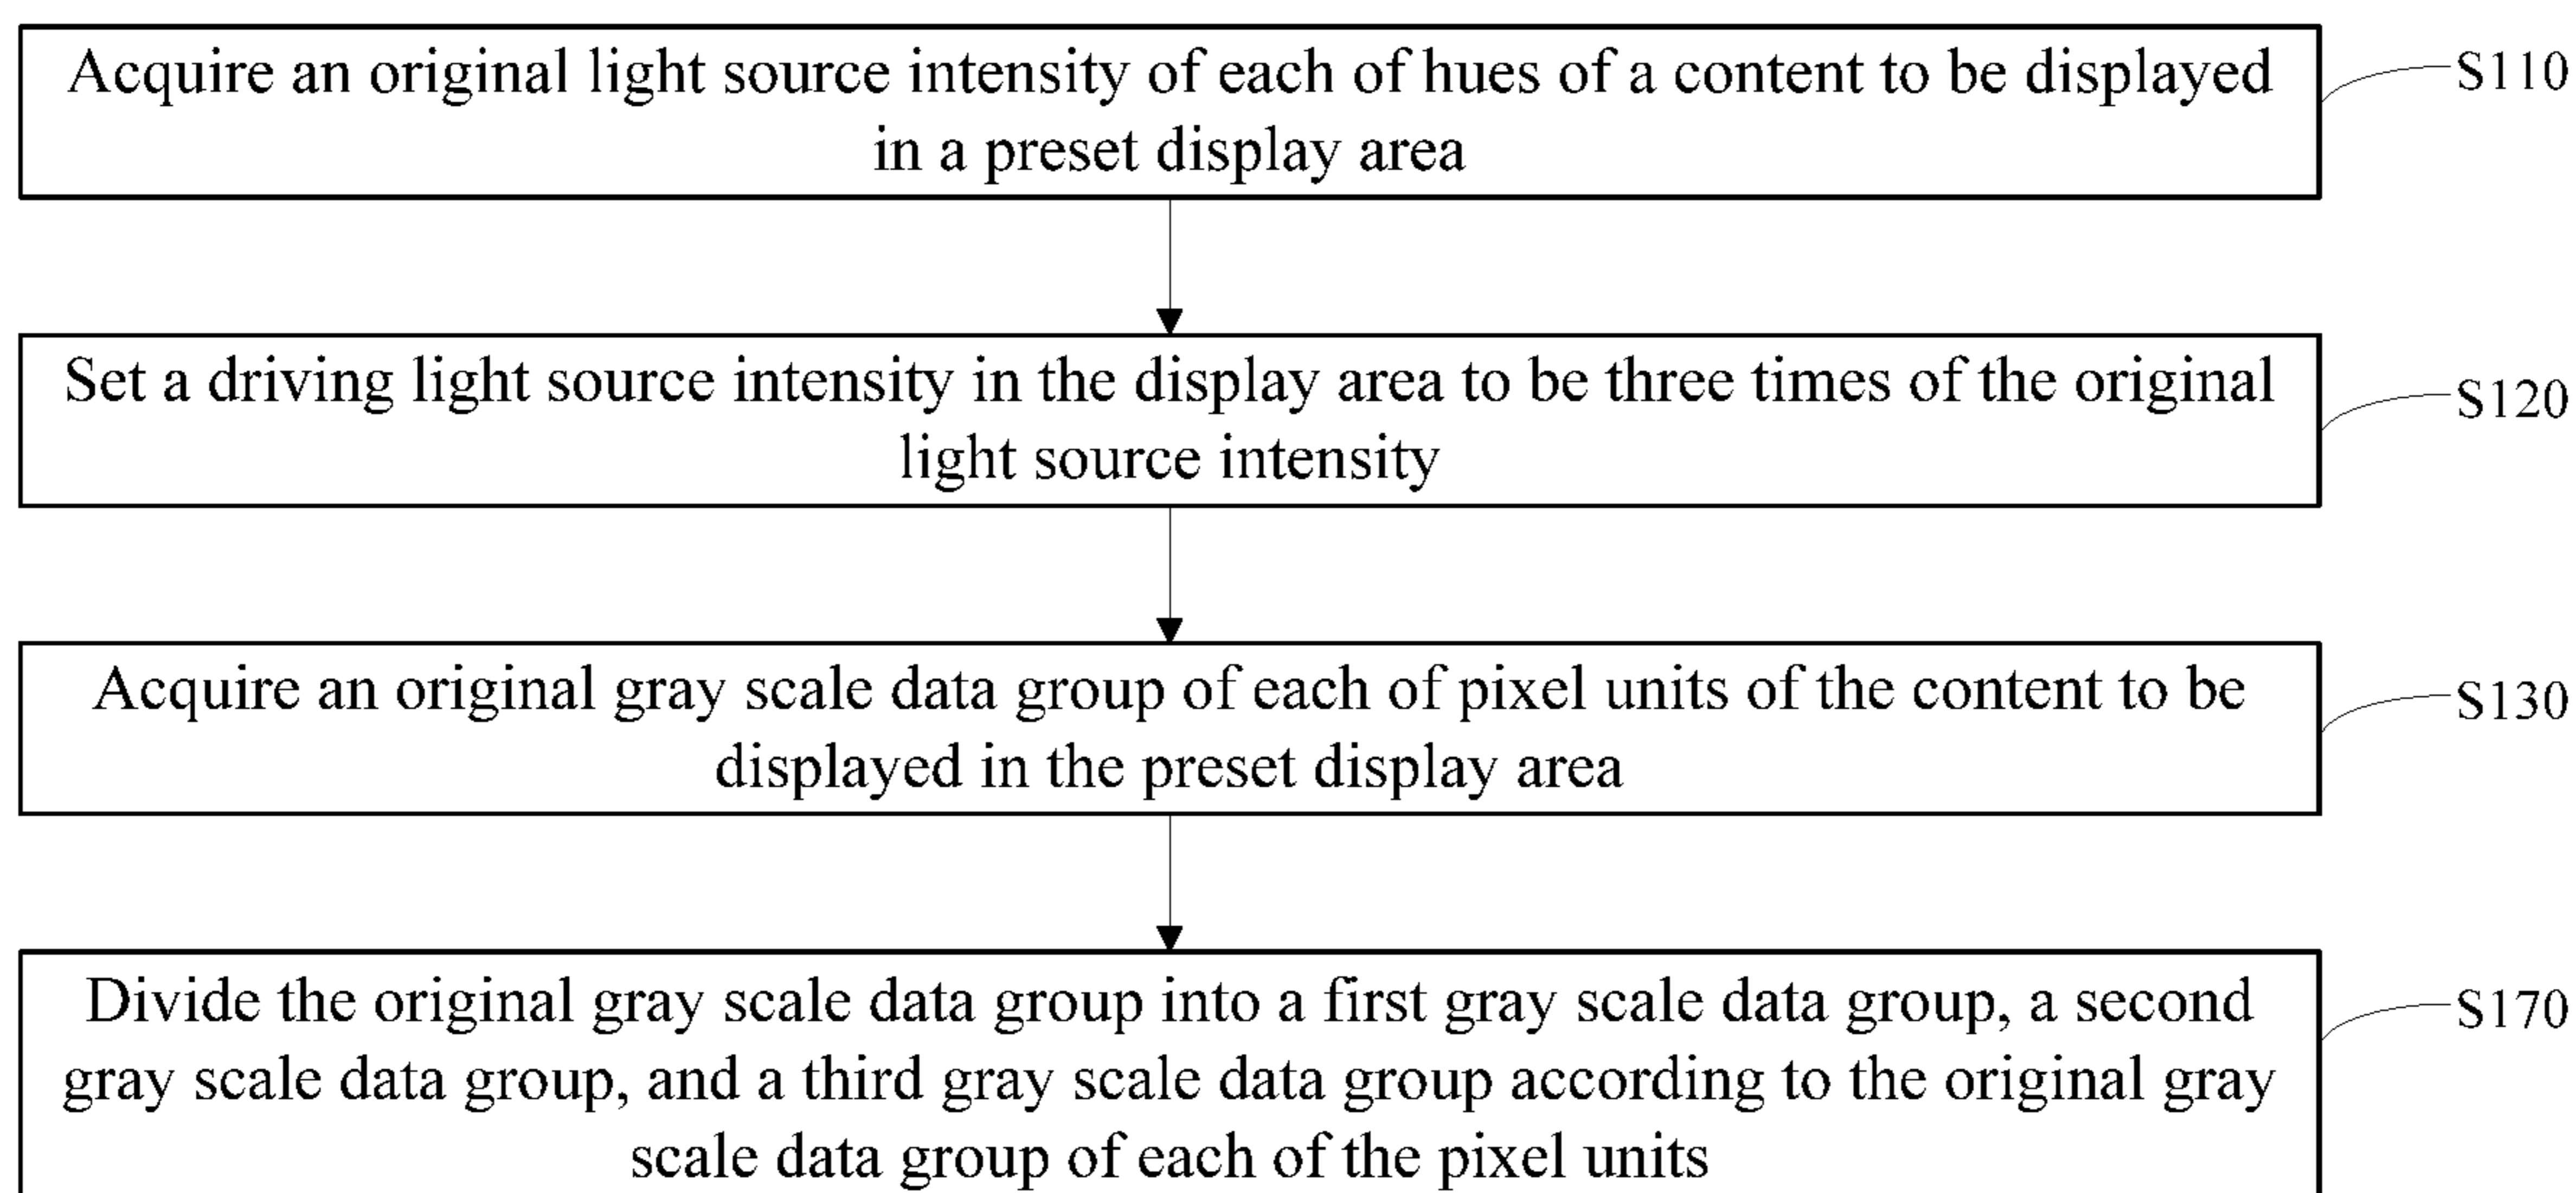 Acquire an original light source intensity of each of hues of a content to be displayed
in a preset display area
S110
Set a driving light source intensity in the display area to be three times of the original
light source intensity
S120
Acquire an original gray scale data group of each of pixel units of the content to be
displayed in the preset display area
S130
Divide the original gray scale data group into a first gray scale data group, a second
gray scale data group, and a third gray scale data group according to the original gray
scale data group of each of the pixel units
S170